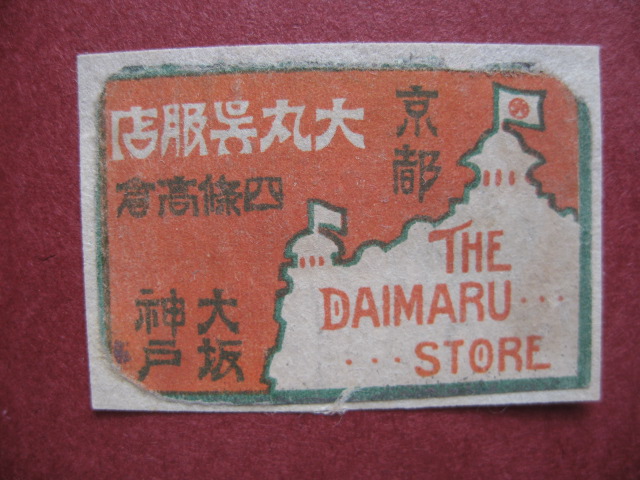 京都
大丸呉服店
四條高倉
大坂
神戸
THE
DAIMARU...
...STORE